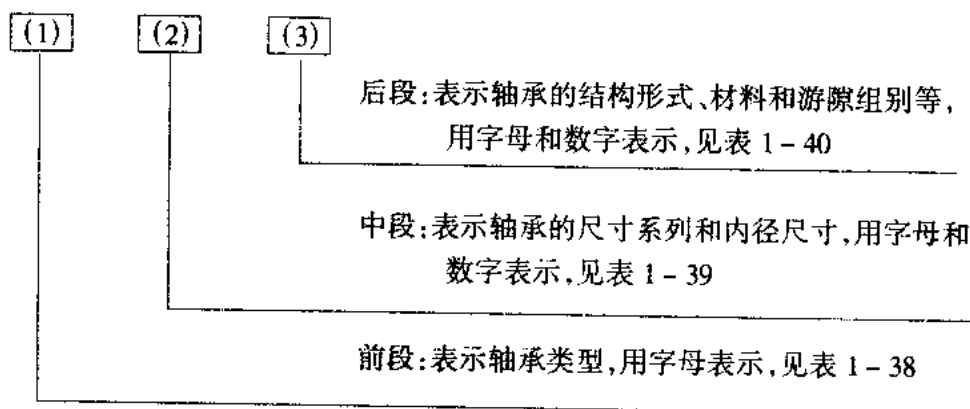 (1) (2) (3)
后段:表示轴承的结构形式、材料和游隙组别等,
用字母和数字表示,见表 1-40
中段:表示轴承的尺寸系列和内径尺寸,用字母和
数字表示,见表 1-39
前段:表示轴承类型,用字母表示,见表 1-38